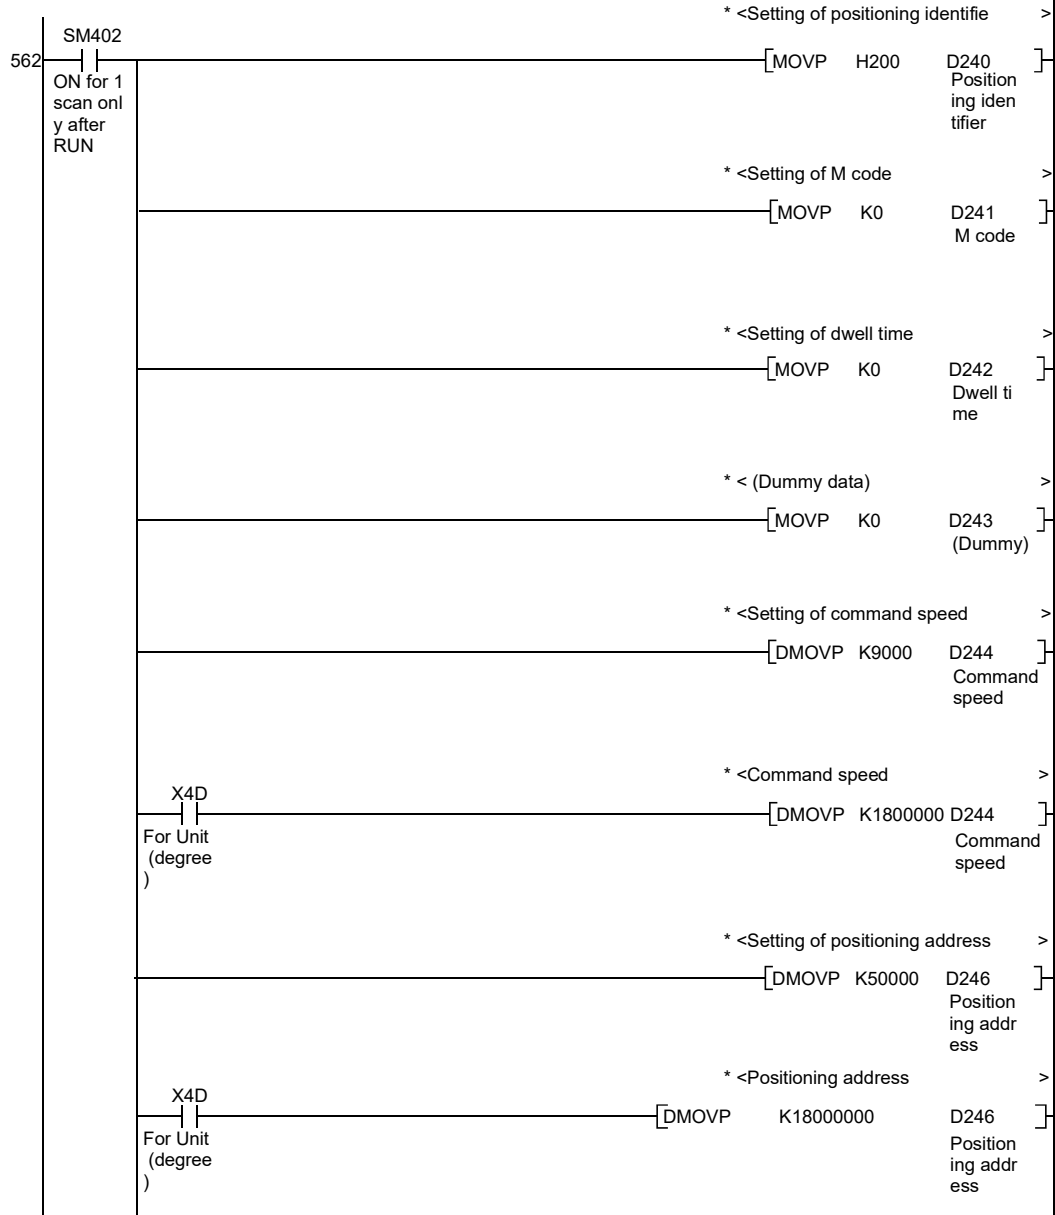 * <Setting of positioning identifie >
SM402
562
MOVP H200 D240
ON for 1
scan onl
y after
RUN
Position
ing iden
tifier
* <Setting of M code >
MOVP K0 D241
M code
* <Setting of dwell time >
MOVP K0 D242
Dwell ti
me
* < (Dummy data) >
MOVP K0 D243
(Dummy)
* <Setting of command speed >
DMOVP K9000 D244
Command
speed
* <Command speed >
X4D
DMOVP K1800000 D244
For Unit
(degree
)
Command
speed
* <Setting of positioning address >
DMOVP K50000 D246
Position
ing addr
ess
* <Positioning address >
X4D
DMOVP K18000000 D246
For Unit
(degree
)
Position
ing addr
ess